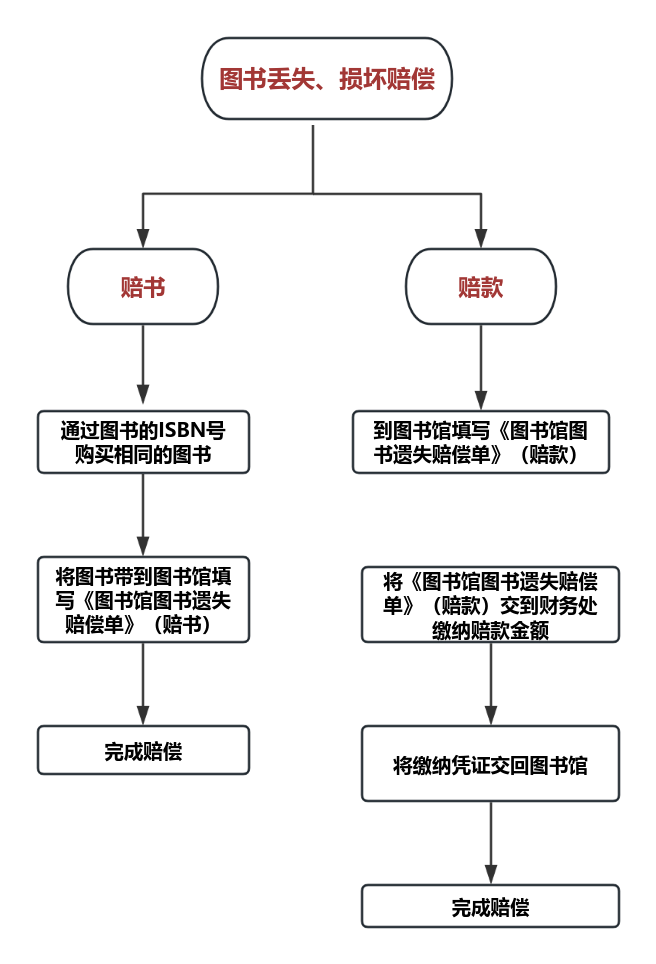 图书丢失、损坏赔偿
赔书
赔款
通过图书的ISBN号
购买相同的图书
到图书馆填写《图书馆图
书遗失赔偿单》（赔款）
将图书带到图书馆填
写《图书馆图书遗失
赔偿单》（赔书）
将《图书馆图书遗失赔偿
单》（赔款）交到财务处
缴纳赔款金额
完成赔偿
将缴纳凭证交回图书馆
完成赔偿